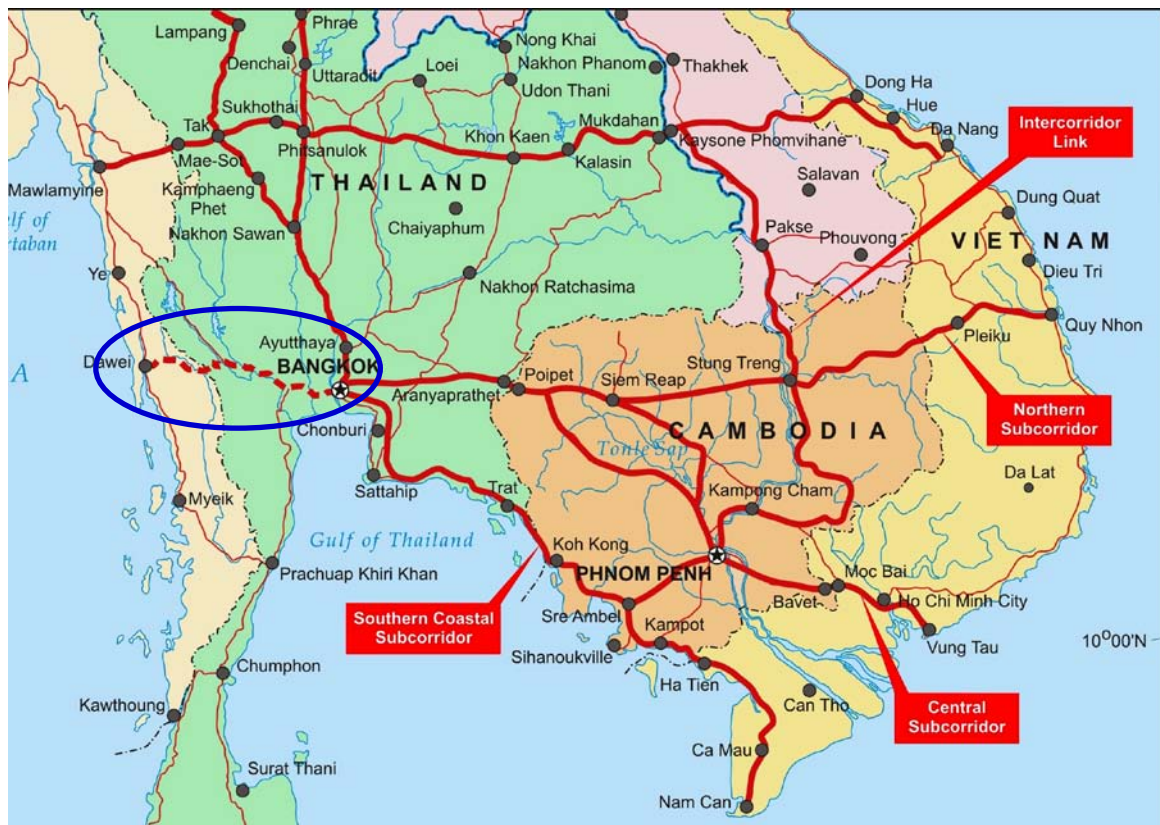 Lampang
Phrae
Denchai
Uttaradit
Loei
Nong Khai
Nakhon Phanom
Udon Thani
Thakhek
Dong Ha
Hue
Da Nang
Sukhothai
Tak
Phitsanulok
Khon Kaen
Mukdahan
Kaysone Phomvihane
Kalasin
Intercorridor
Link
Mae-Sot
Mawlamyine
Kamphaeng
Phet
THAILAND
Salavan
Dung Quat
elf of
rtaban
Nakhon Sawan
Chaiyaphum
Pakse
Phouvong
VIET NAM
Dieu Tri
Ye
Nakhon Ratchasima
Quy Nhon
Pleiku
Ayutthaya
BANGKOK
Dawei
A
Stung Treng
Poipet
Siem Reap
Aranyaprathet
Northern
Subcorridor
Chonburi
CAMBODIA
Tonle Sap
Da Lat
Sattahip
Trat
Kampong Cham
Myeik
Gulf of Thailand
Koh Kong
PHNOM PENH
Prachuap Khiri Khan
Moc Bai
Bavet
Ho Chi Minh City
Southern Coastal
Subcorridor
Sre Ambel
Kampot
Sihanoukville
Vung Tau
10°00'N
Chumphon
Ha Tien
Can Tho
Kawthoung
Central
Subcorridor
Ca Mau
Surat Thani
Nam Can